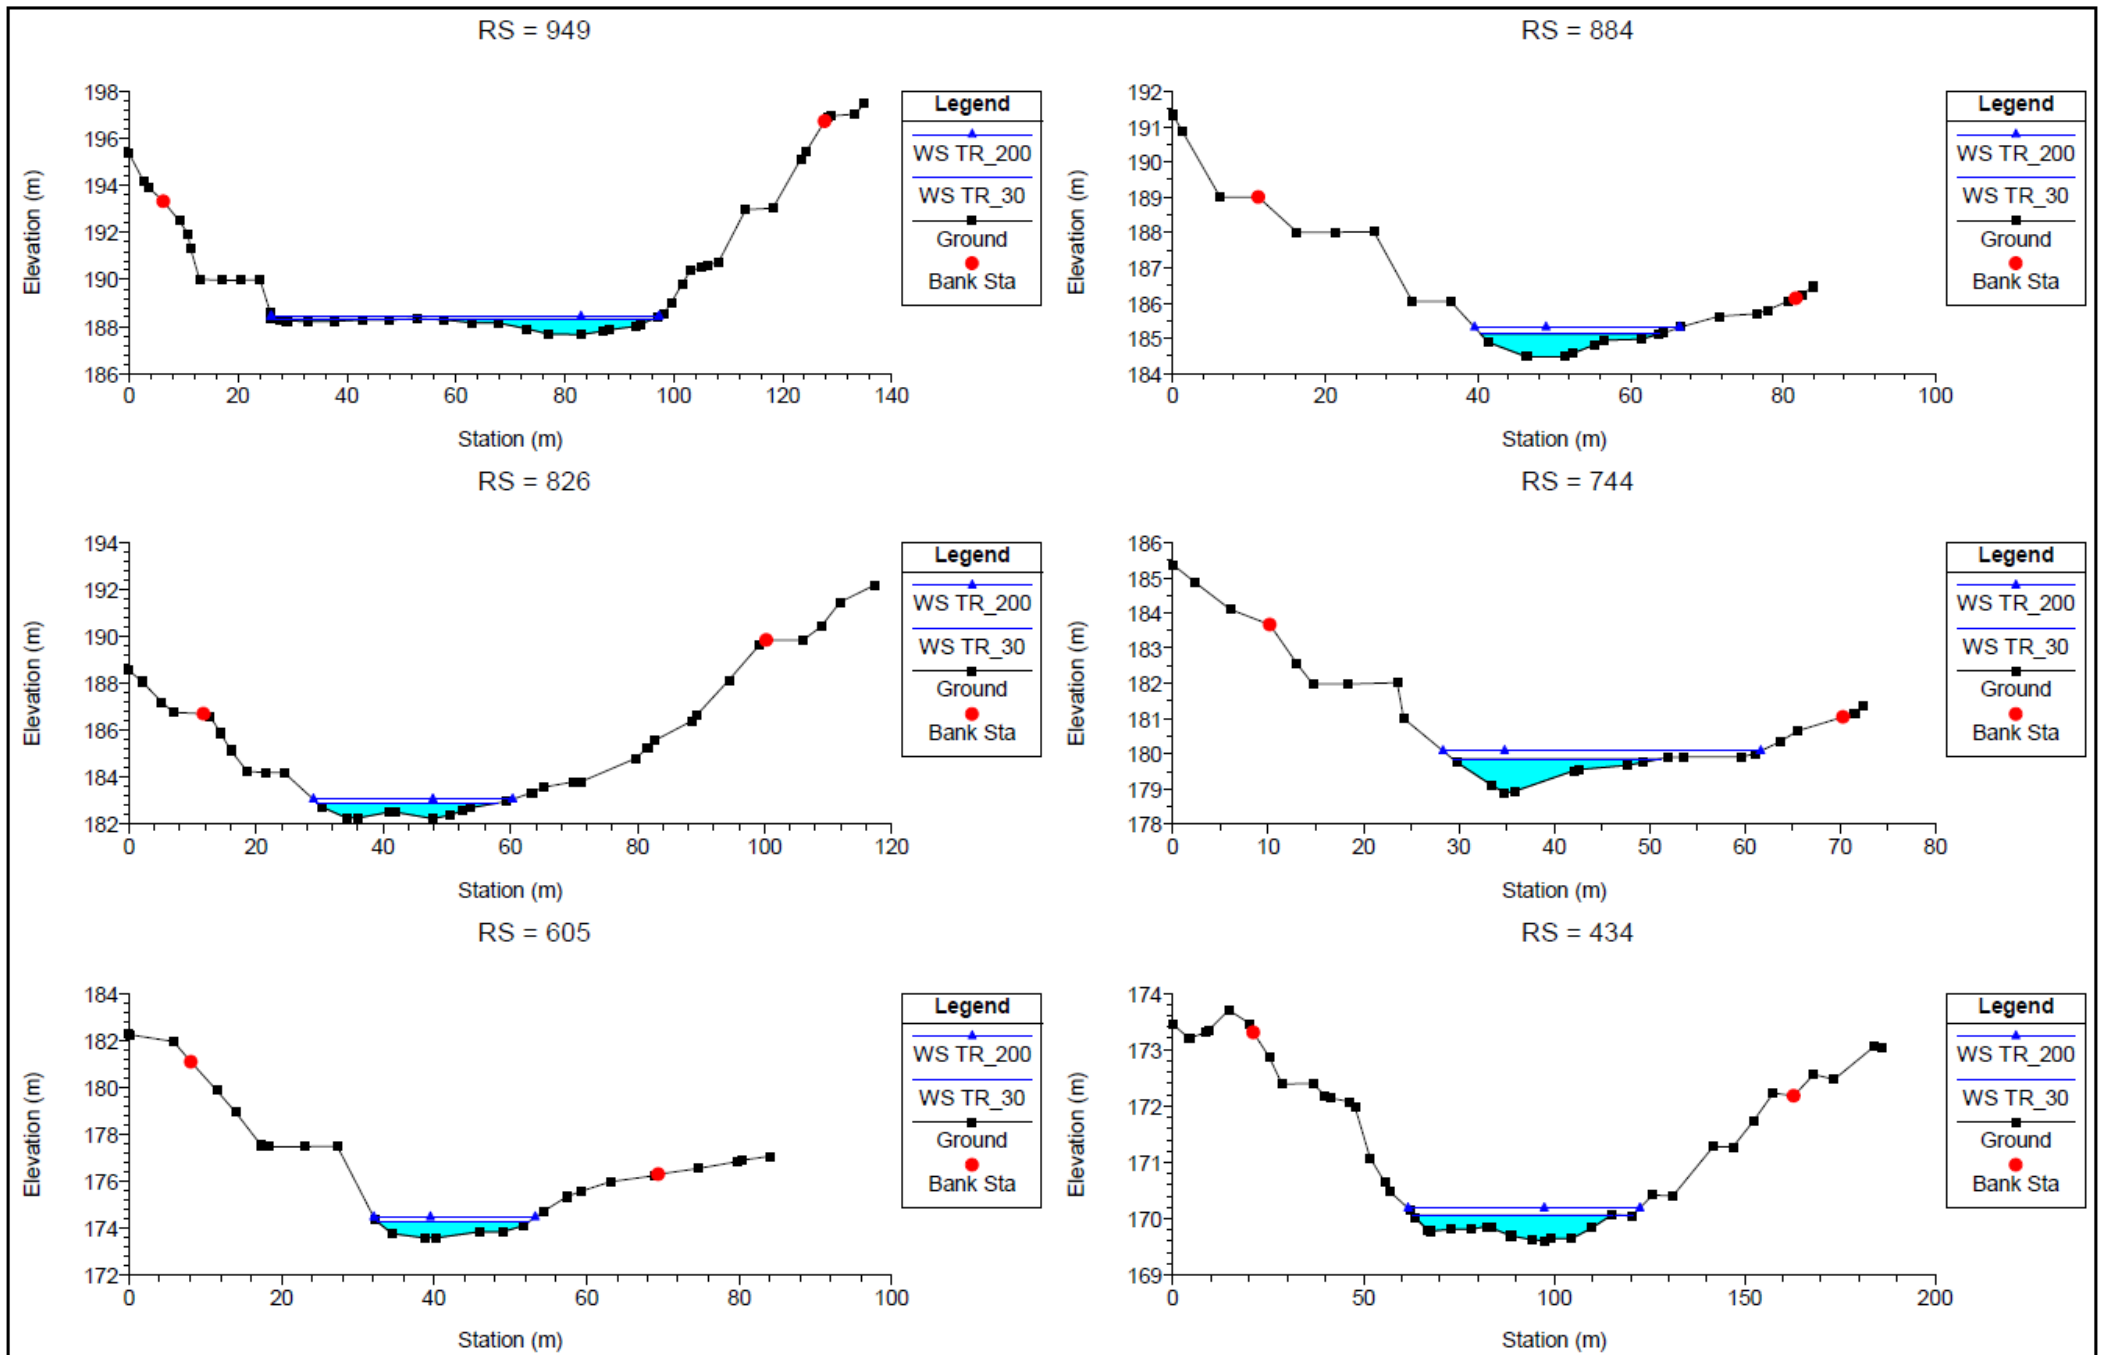 RS = 949
198
196
194
192
190
188
186
Elevation (m)
0 20 40 60 80 100 120 140
Station (m)
Legend
WS TR_200
WS TR_30
Ground
Bank Sta
RS = 884
192
191
190
189
188
187
186
185
184
Elevation (m)
0 20 40 60 80 100
Station (m)
Legend
WS TR_200
WS TR_30
Ground
Bank Sta
RS = 826
194
192
190
188
186
184
182
Elevation (m)
0 20 40 60 80 100 120
Station (m)
Legend
WS TR_200
WS TR_30
Ground
Bank Sta
RS = 744
186
185
184
183
182
181
180
179
178
Elevation (m)
0 10 20 30 40 50 60 70 80
Station (m)
Legend
WS TR_200
WS TR_30
Ground
Bank Sta
RS = 605
184
182
180
178
176
174
172
Elevation (m)
0 20 40 60 80 100
Station (m)
Legend
WS TR_200
WS TR_30
Ground
Bank Sta
RS = 434
174
173
172
171
170
169
Elevation (m)
0 50 100 150 200
Station (m)
Legend
WS TR_200
WS TR_30
Ground
Bank Sta